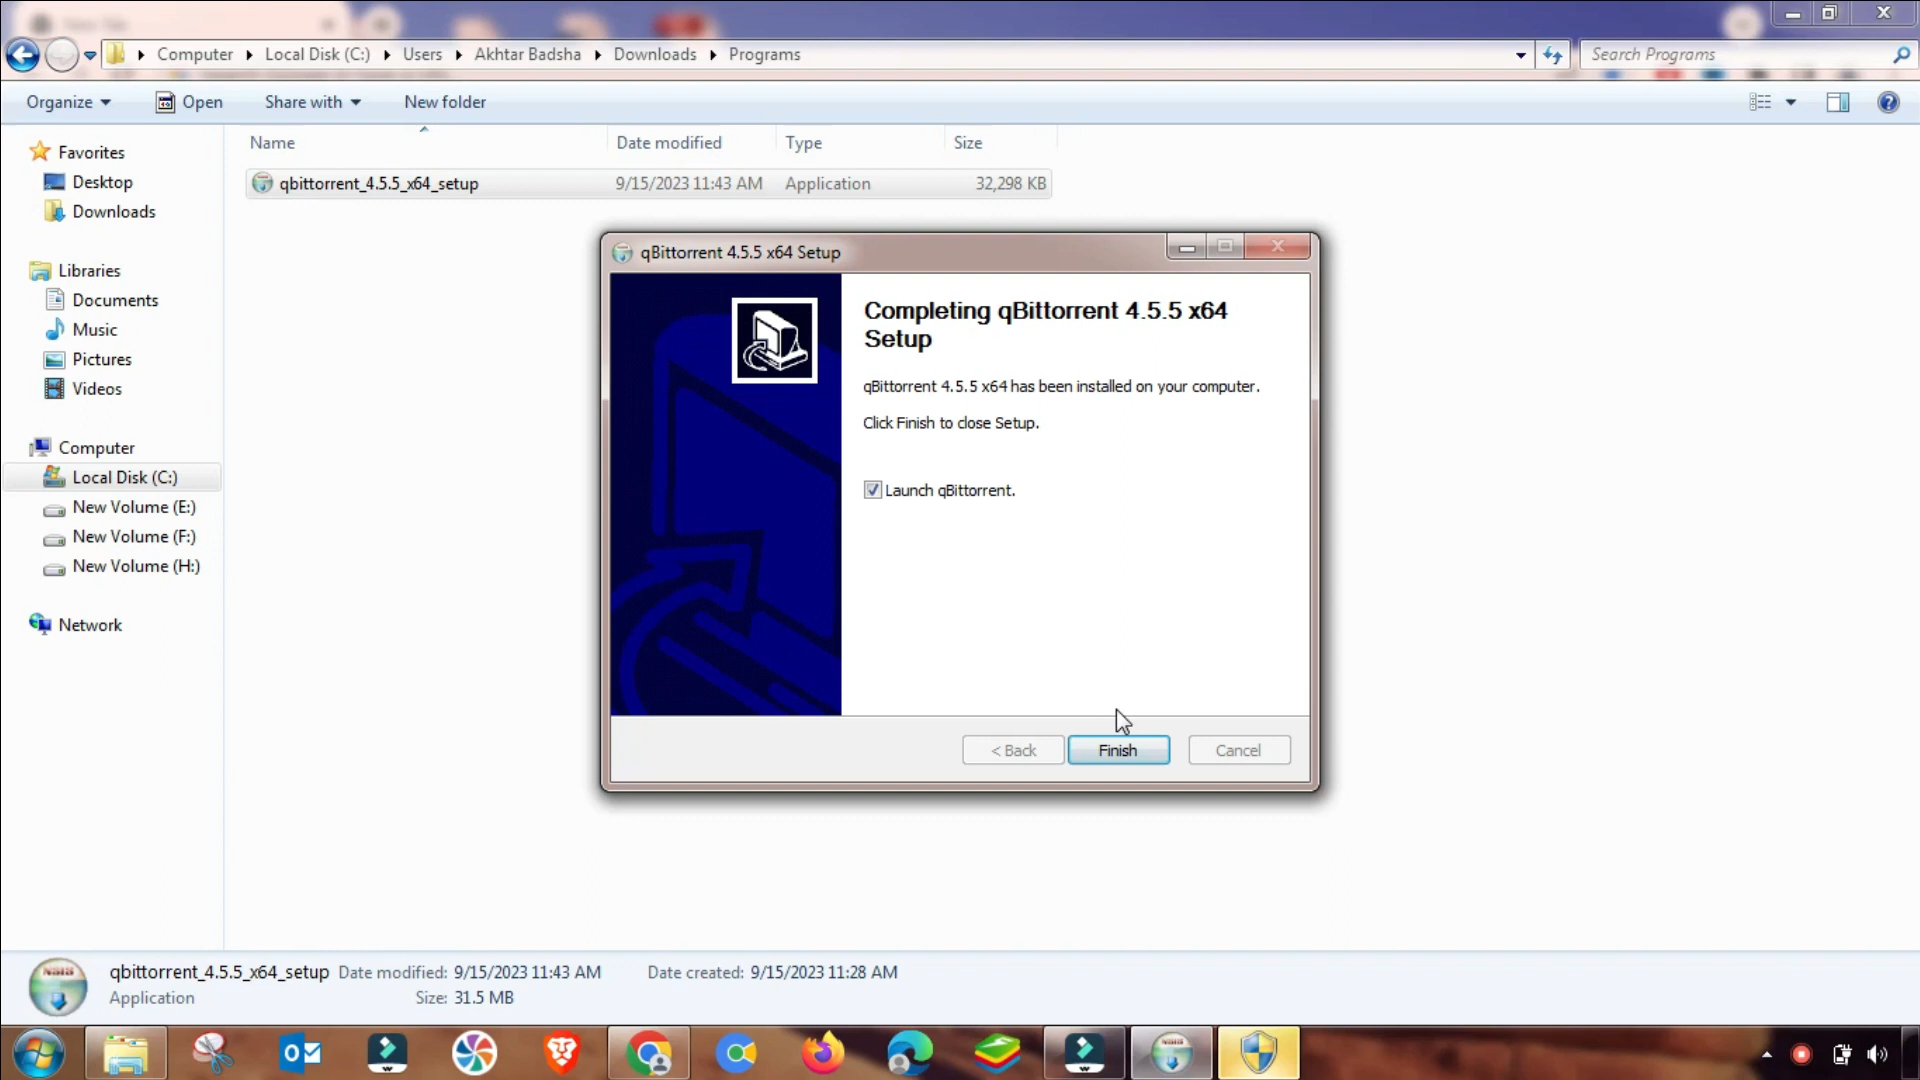 Computer Local Disk (C:) Users Akhtar Badsha Downloads Programs
Search Programs
Organize Open Share with New folder
Name Date modified Type Size
qbittorrent_4.5.5_x64_setup 9/15/2023 11:43 AM Application 32,298 KB
Favorites
Desktop
Downloads
Libraries
Documents
Music
Pictures
Videos
Computer
Local Disk (C:)
New Volume (E:)
New Volume (F:)
New Volume (H:)
Network
qBittorrent 4.5.5 x64 Setup
Completing qBittorrent 4.5.5 x64
Setup
qBittorrent 4.5.5 x64 has been installed on your computer.
Click Finish to close Setup.
Launch qBittorrent.
< Back Finish Cancel
NSIS
qbittorrent_4.5.5_x64_setup Date modified: 9/15/2023 11:43 AM Date created: 9/15/2023 11:28 AM
Application Size: 31.5 MB